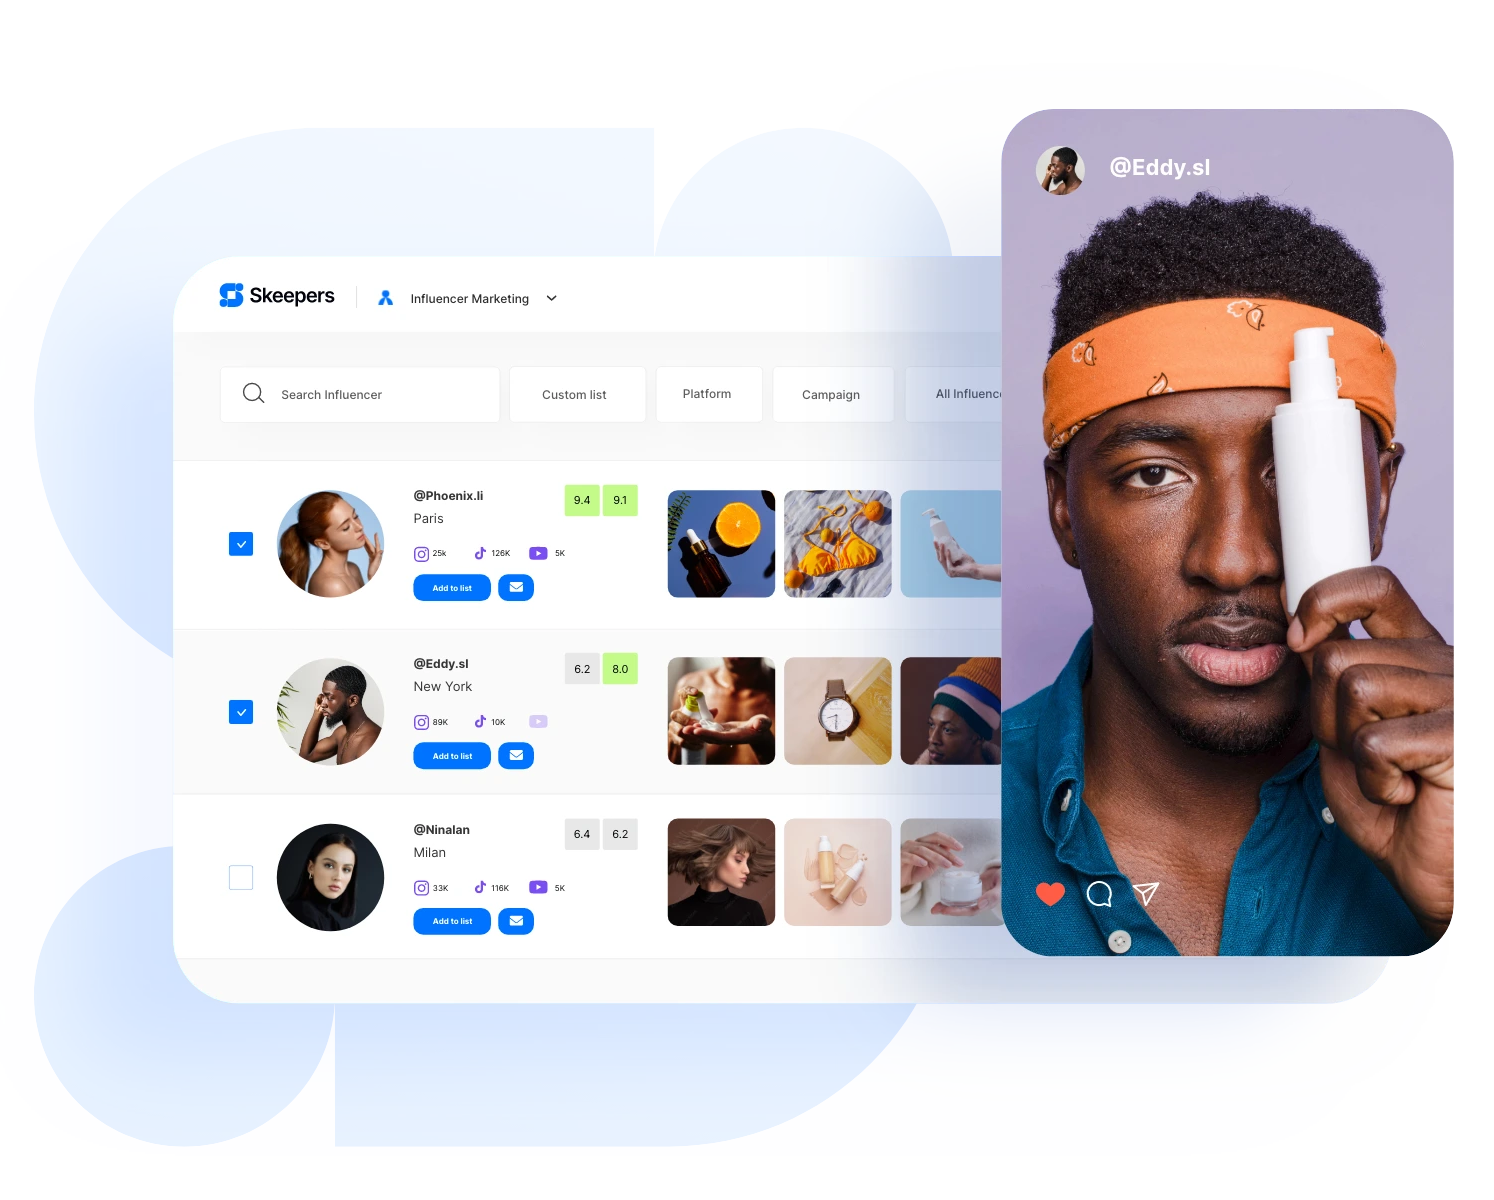 @Eddy.sl
Skeepers
Influencer Marketing
Search Influencer
Custom list
Platform
Campaign
All Influenc
@Phoenix.li
9.4
9.1
Paris
25k
126K
5K
Add to list
@Eddy.sl
6.2
8.0
New York
89K
10K
Add to list
@Ninalan
6.4
6.2
Milan
33K
116K
5K
Add to list